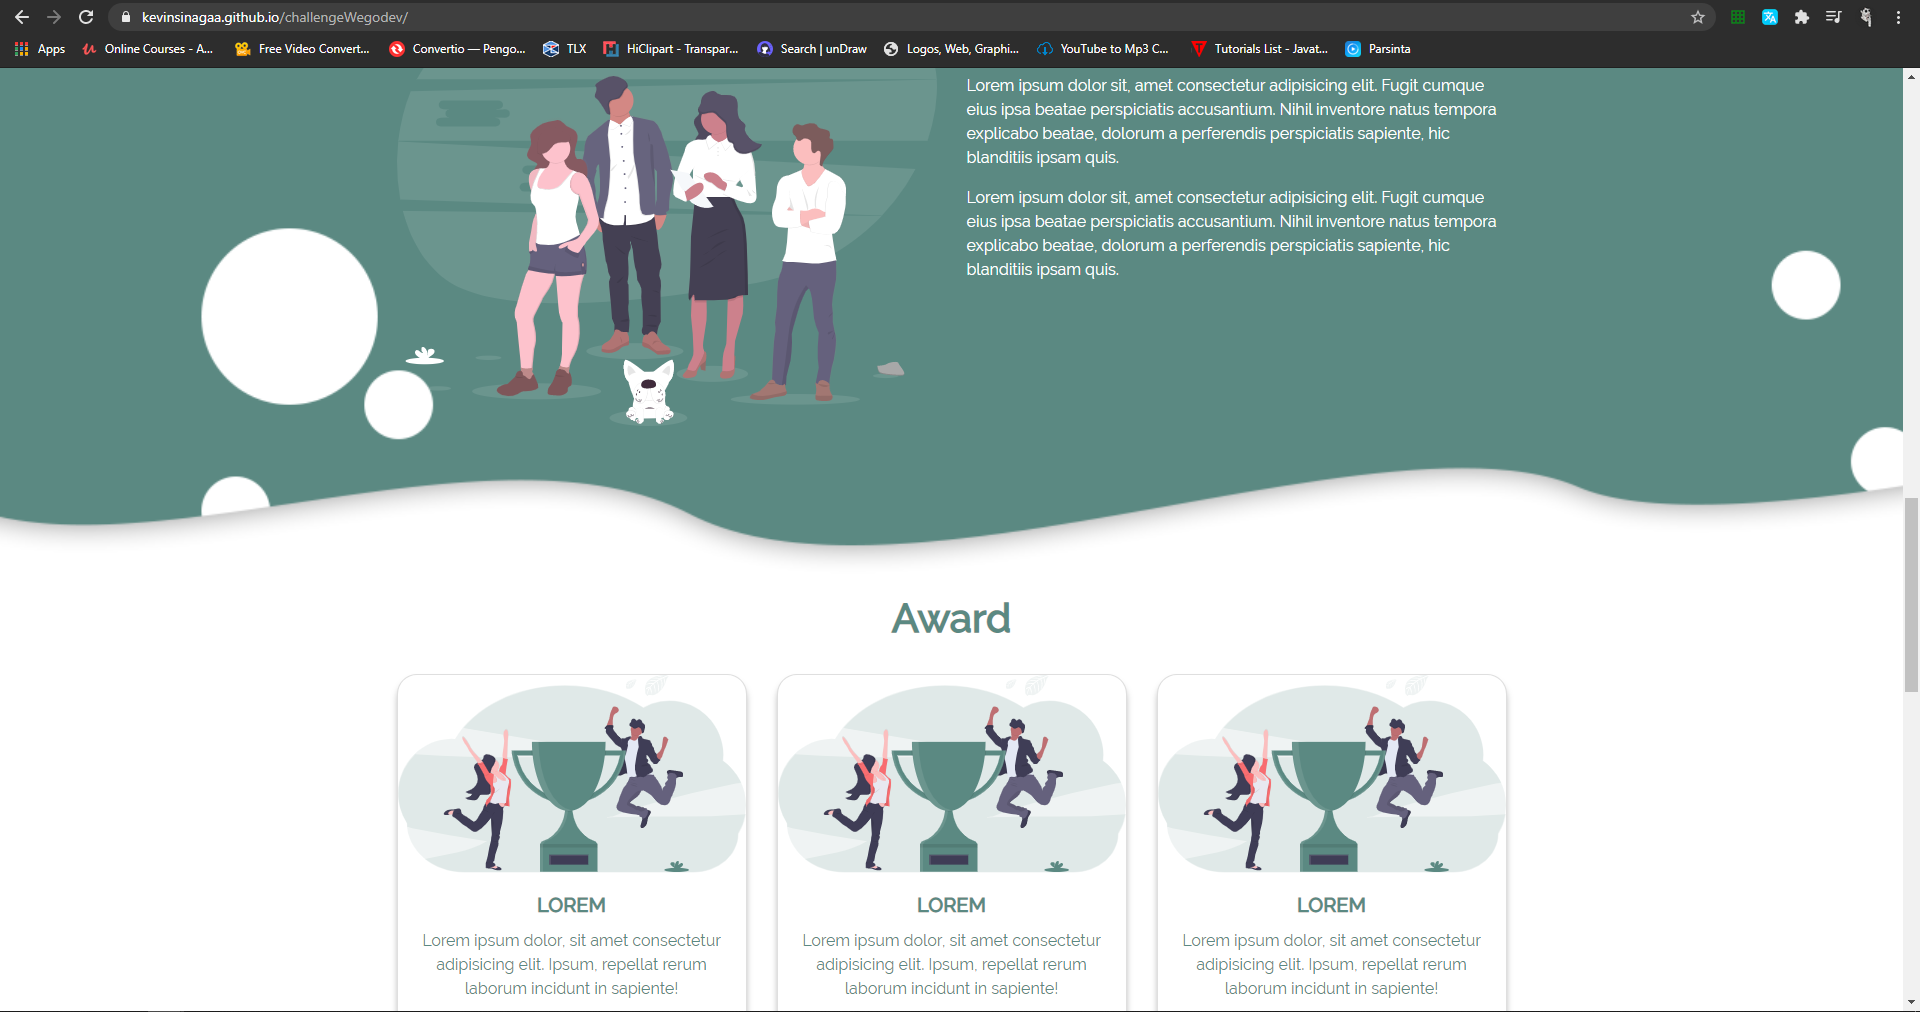 kevinsinagaa.github.io/challengeWegodev/
Apps Online Courses - A... Free Video Convert... Convertio — Pengo... TLX HiClipart - Transpar... Search | unDraw Logos, Web, Graphi... YouTube to Mp3 C... Tutorials List - Javat... Parsinta
Lorem ipsum dolor sit, amet consectetur adipisicing elit. Fugit cumque
eius ipsa beatae perspiciatis accusantium. Nihil inventore natus tempora
explicabo beatae, dolorum a perferendis perspiciatis sapiente, hic
blanditiis ipsam quis.
Lorem ipsum dolor sit, amet consectetur adipisicing elit. Fugit cumque
eius ipsa beatae perspiciatis accusantium. Nihil inventore natus tempora
explicabo beatae, dolorum a perferendis perspiciatis sapiente, hic
blanditiis ipsam quis.
Award
LOREM
Lorem ipsum dolor, sit amet consectetur
adipisicing elit. Ipsum, repellat rerum
laborum incidunt in sapiente!
LOREM
Lorem ipsum dolor, sit amet consectetur
adipisicing elit. Ipsum, repellat rerum
laborum incidunt in sapiente!
LOREM
Lorem ipsum dolor, sit amet consectetur
adipisicing elit. Ipsum, repellat rerum
laborum incidunt in sapiente!